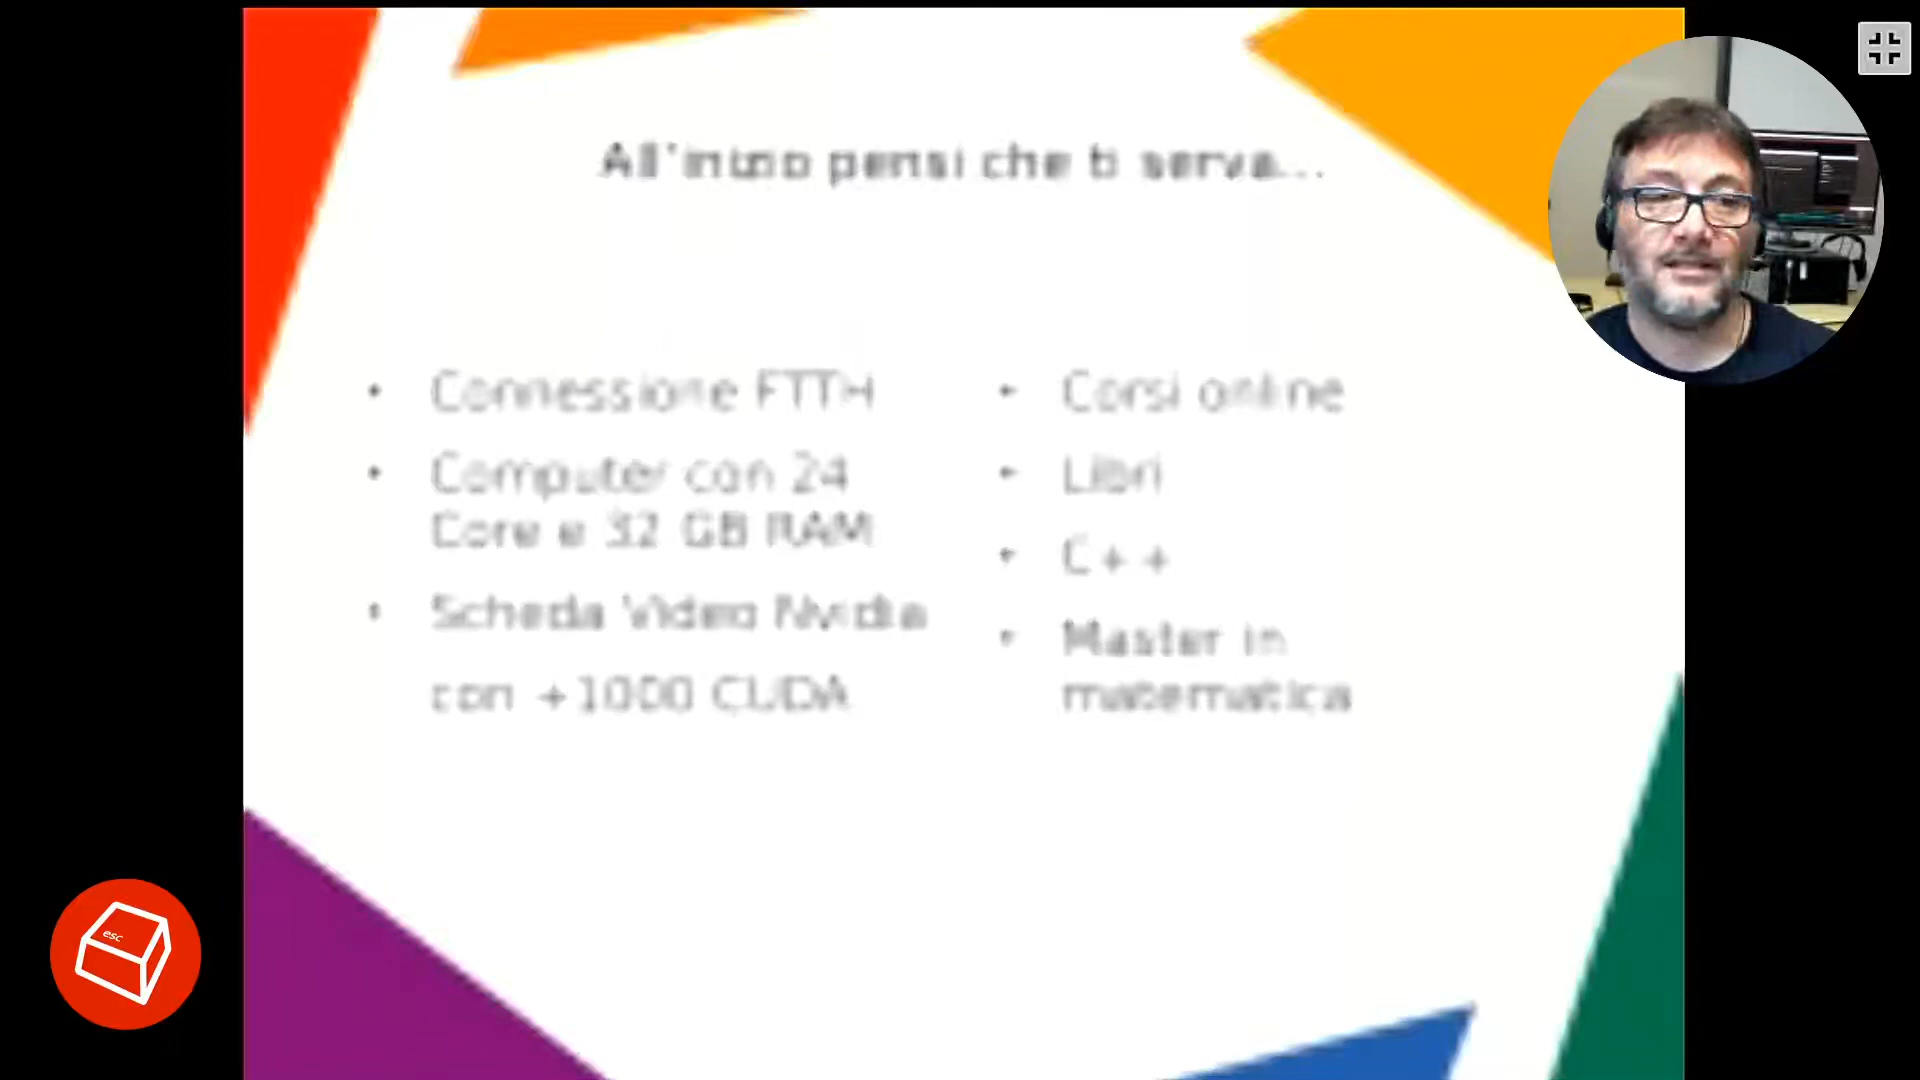 All'inizio pensi che ti serva...
Connessione FTTH
Computer con 24
Core e 32 GB RAM
Scheda Video Nvidia
con +1000 CUDA
Corsi online
Libri
C++
Master in
matematica
esc